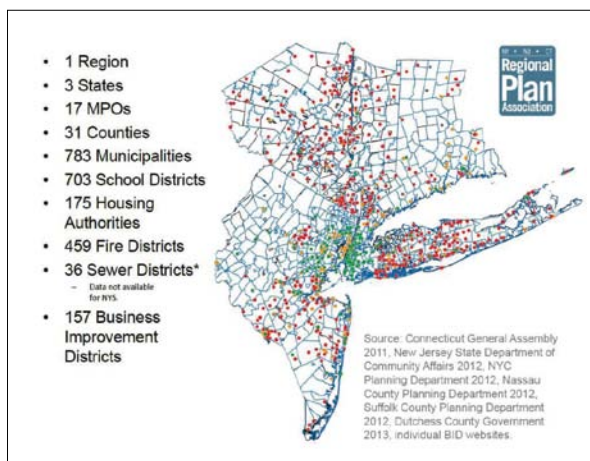 • 1 Region
• 3 States
• 17 MPOs
• 31 Counties
• 783 Municipalities
• 703 School Districts
• 175 Housing
Authorities
• 459 Fire Districts
• 36 Sewer Districts*
– Data not available
for NYS.
• 157 Business
Improvement
Districts
NY • NJ • CT
Regional
Plan
Association
Source: Connecticut General Assembly
2011, New Jersey State Department of
Community Affairs 2012, NYC
Planning Department 2012, Nassau
County Planning Department 2012,
Suffolk County Planning Department
2012, Dutchess County Government
2013, individual BID websites.